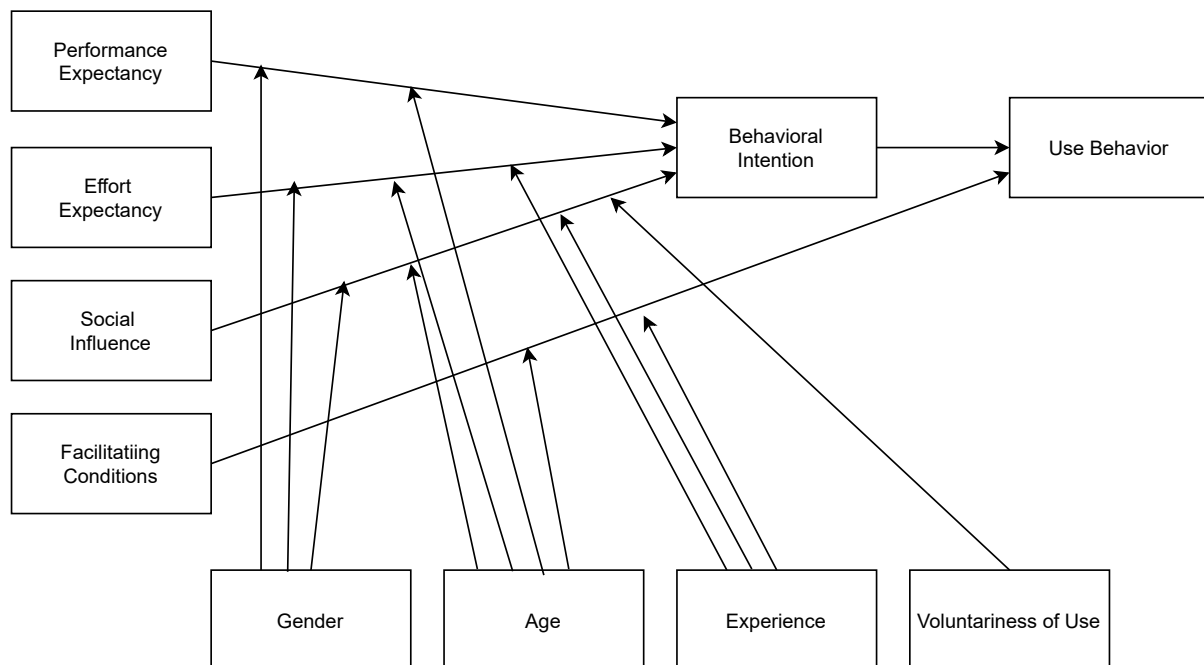 Performance
Expectancy
Behavioral
Intention
Use Behavior
Effort
Expectancy
Social
Influence
Facilitatiing
Conditions
Gender
Age
Experience
Voluntariness of Use